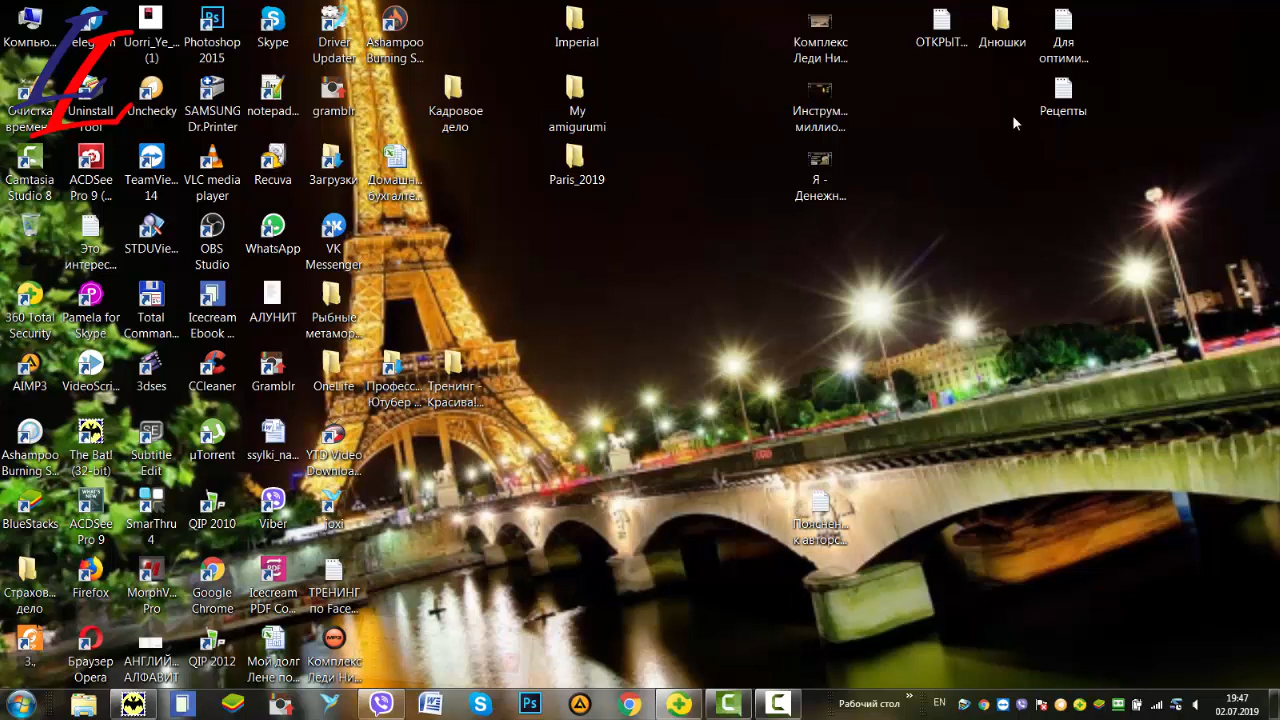 Компью...
Uorri_Ye_...
(1)
Photoshop
2015
Skype
Driver
Updater
Ashampoo
Burning S...
Imperial
Комплекс
Леди Ни...
ОТКРЫТ...
Днюшки
Для
оптими...
Uninstall
Tool
Unchecky
SAMSUNG
Dr.Printer
notepad...
gramblr
Кадровое
дело
My
amigurumi
Инструм...
миллио...
Рецепты
Camtasia
Studio 8
ACDSee
Pro 9 (...
TeamVie...
14
VLC media
player
Recuva
Загрузки
Домашн...
бухгалте...
Paris_2019
Я -
Денежн...
Это
интерес...
STDUVie...
OBS
Studio
WhatsApp
VK
Messenger
360 Total
Security
Pamela for
Skype
Total
Comman...
Icecream
Ebook ...
АЛУНИТ
Рыбные
метамор...
AIMP3
VideoScri...
3dses
CCleaner
Gramblr
OneLife
Професс...
Ютубер ...
Тренинг -
Красива!...
Ashampoo
Burning S...
The Bat!
(32-bit)
Subtitle
Edit
µTorrent
ssylki_na...
YTD Video
Downloa...
BlueStacks
ACDSee
Pro 9
SmarThru
4
QIP 2010
Viber
joxi
Пояснен...
к авторс...
Страхов...
дело
Firefox
MorphV...
Pro
Google
Chrome
Icecream
PDF Co...
ТРЕНИНГ
по Face...
3.,
Браузер
Opera
АНГЛИЙ...
АЛФАВИТ
QIP 2012
Мой долг
Лене по...
Комплекс
Леди Ни...
Рабочий стол
»
EN
19:47
02.07.2019